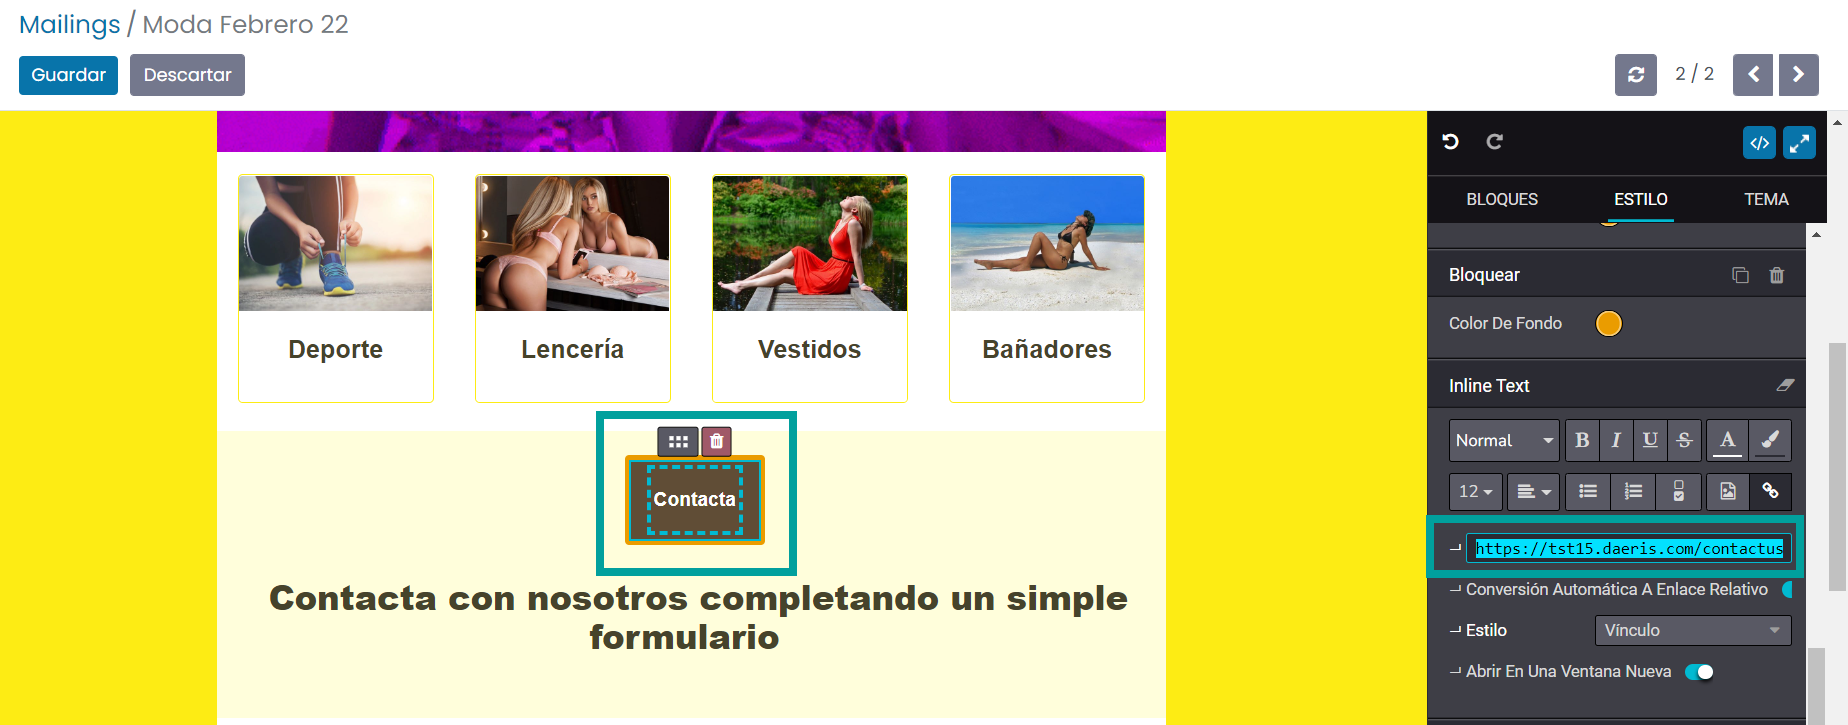 Mailings / Moda Febrero 22
Guardar Descartar
2 / 2
BLOQUES ESTILO TEMA
Bloquear
Color De Fondo
Inline Text
Normal B I U S A
12
https://tst15.daeris.com/contactus
Conversión Automática A Enlace Relativo
Estilo Vínculo
Abrir En Una Ventana Nueva
Deporte Lencería Vestidos Bañadores
Contacta
Contacta con nosotros completando un simple
formulario